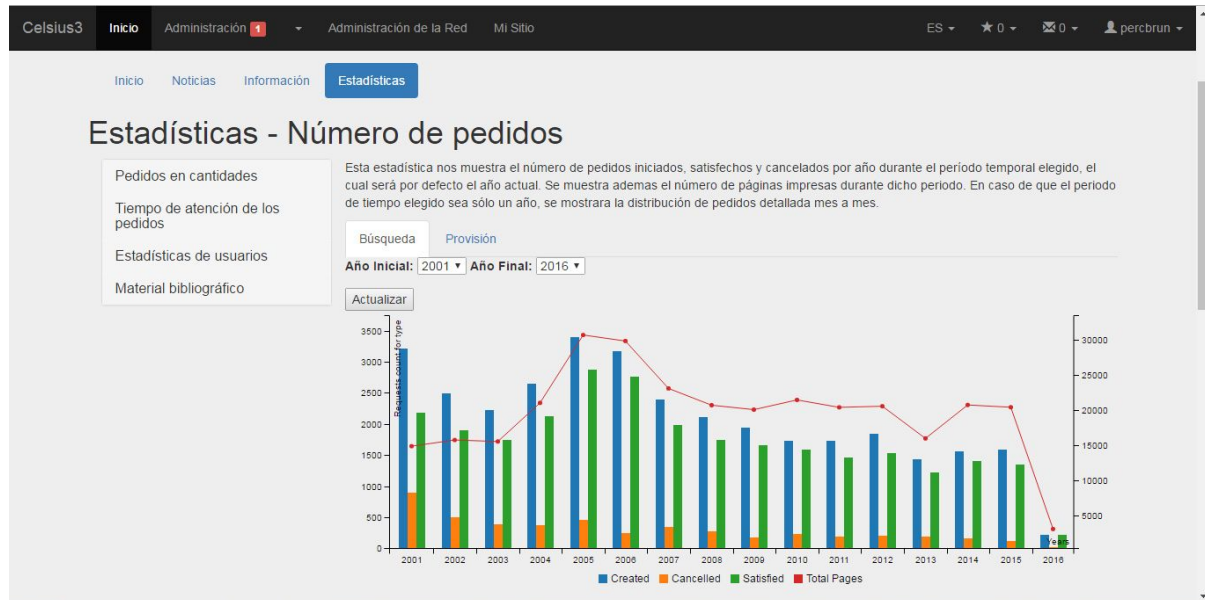 Celsius3 Inicio Administración 1 Administración de la Red Mi Sitio ES 0 0 percbrun
Inicio Noticias Información Estadísticas
Estadísticas - Número de pedidos
Pedidos en cantidades
Tiempo de atención de los
pedidos
Estadísticas de usuarios
Material bibliográfico
Esta estadística nos muestra el número de pedidos iniciados, satisfechos y cancelados por año durante el período temporal elegido, el
cual será por defecto el año actual. Se muestra ademas el número de páginas impresas durante dicho periodo. En caso de que el periodo
de tiempo elegido sea sólo un año, se mostrara la distribución de pedidos detallada mes a mes.
Búsqueda Provisión
Año Inicial: 2001 Año Final: 2016
Actualizar
Requests count for type
3500
3000
2500
2000
1500
1000
500
0
30000
25000
20000
15000
10000
5000
Years
2001 2002 2003 2004 2005 2006 2007 2008 2009 2010 2011 2012 2013 2014 2015 2016
Created Cancelled Satisfied Total Pages